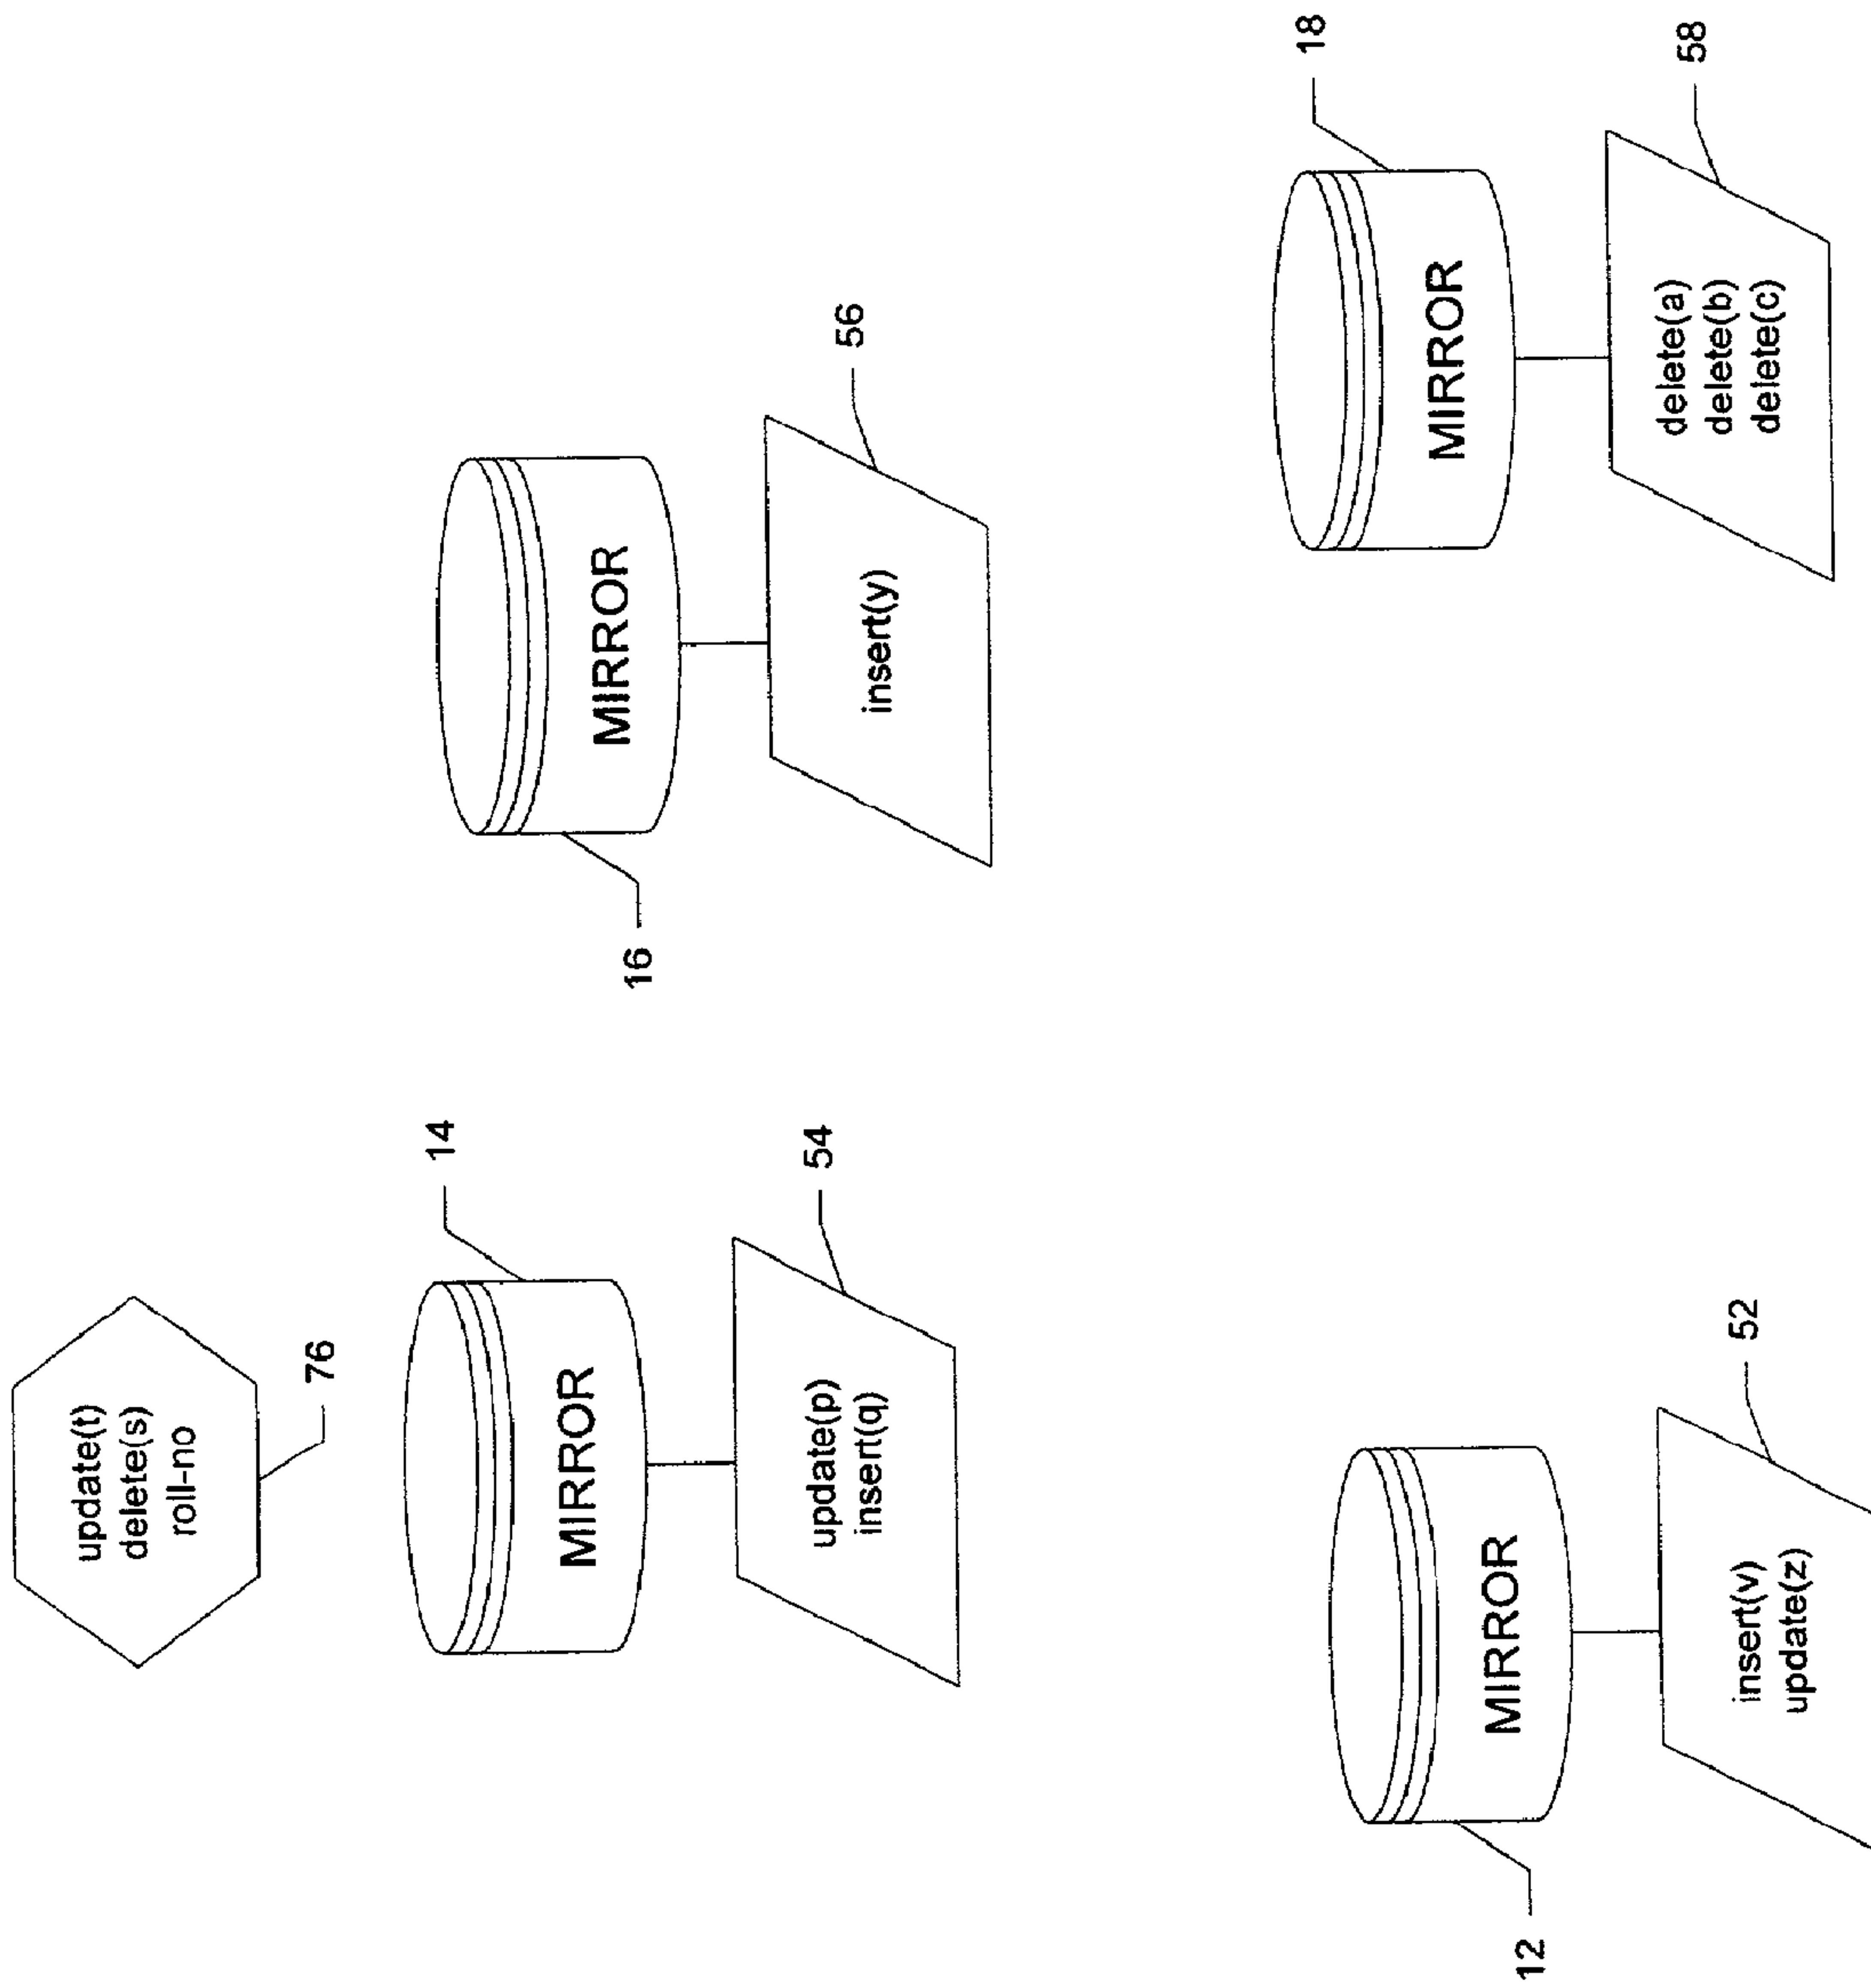 update(t)
delete(s)
roll-no
76
14
MIRROR
54
update(p)
insert(q)
16
MIRROR
56
insert(y)
12
MIRROR
52
insert(v)
update(z)
18
MIRROR
58
delete(a)
delete(b)
delete(c)